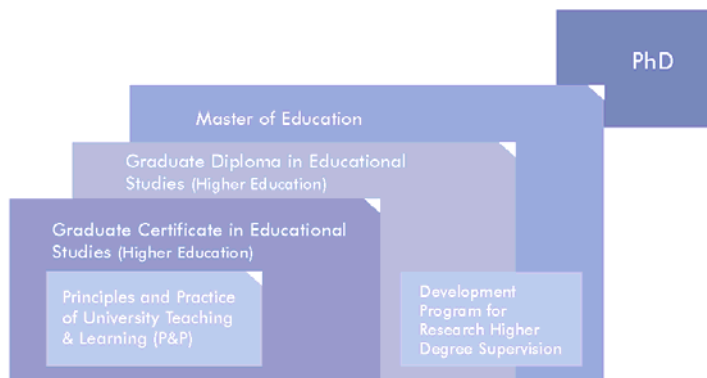 PhD
Master of Education
Graduate Diploma in Educational
Studies (Higher Education)
Graduate Certificate in Educational
Studies (Higher Education)
Principles and Practice
of University Teaching
& Learning (P&P)
Development
Program for
Research Higher
Degree Supervision